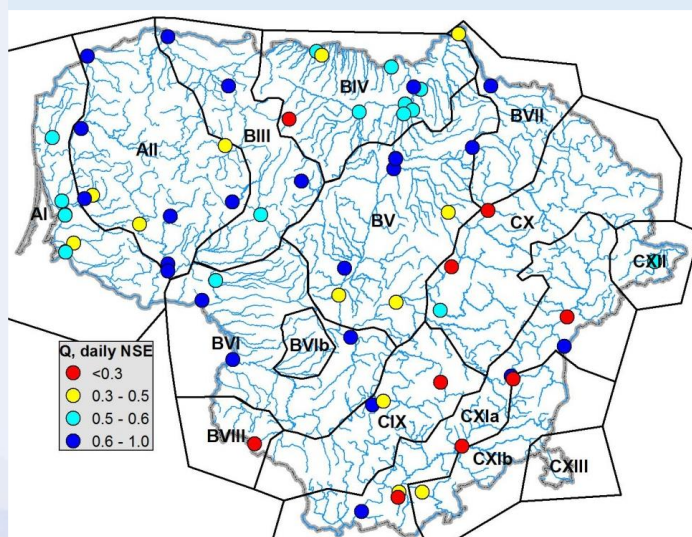 BIV
BVII
AII
BIII
AI
BV
CX
CXII
Q, daily NSE
<0.3
0.3 - 0.5
0.5 - 0.6
0.6 - 1.0
BVI
BVIb
BVIII
CIX
CXIa
CXIb
CXIII